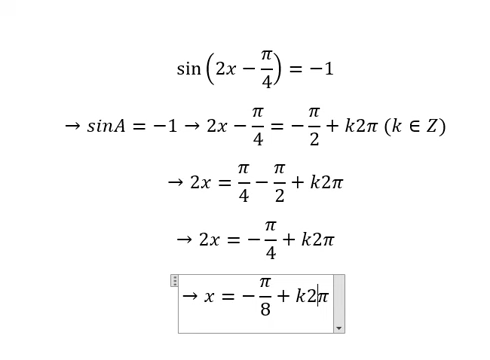 sin(2x − π/4) = −1
→ sinA = −1 → 2x − π/4 = −π/2 + k2π (k ∈ Z)
→ 2x = π/4 − π/2 + k2π
→ 2x = −π/4 + k2π
→ x = −π/8 + k2π